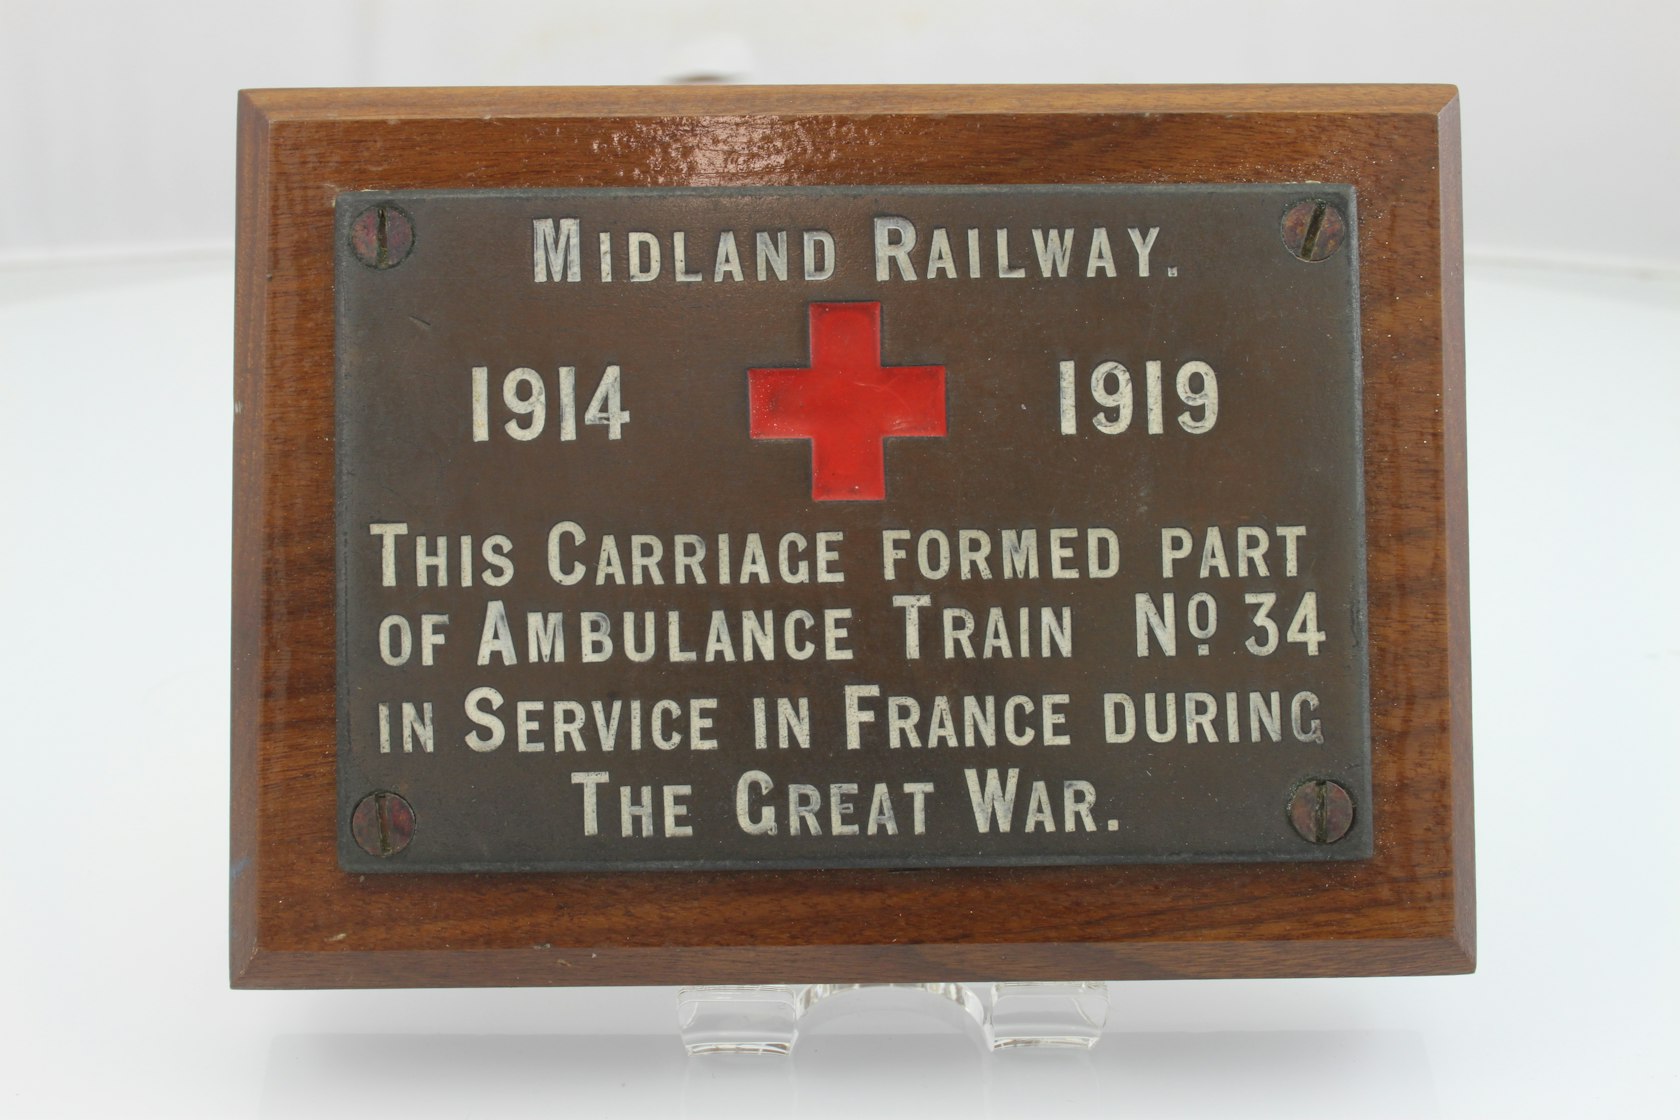 MIDLAND RAILWAY.
1914 1919
THIS CARRIAGE FORMED PART
OF AMBULANCE TRAIN Nº 34
IN SERVICE IN FRANCE DURING
THE GREAT WAR.